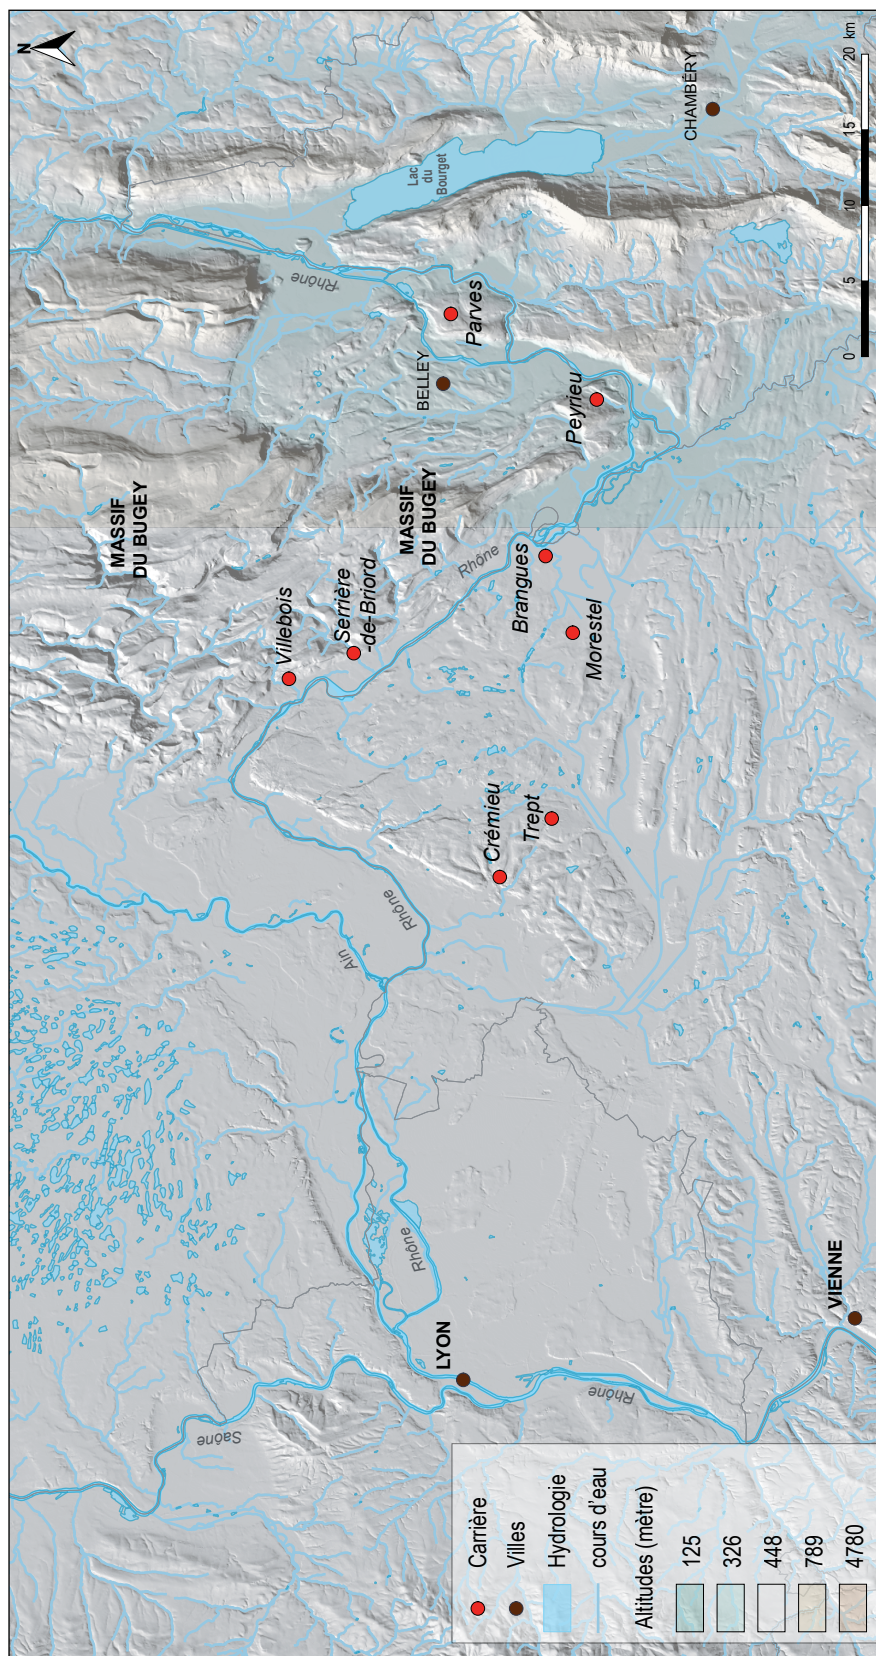 N
MASSIF
DU BUGEY
Villebois
Serrière
-de-Briord
MASSIF
DU BUGEY
Rhône
Lac
du
Bourget
BELLEY
Parves
CHAMBÉRY
Peyrieu
Rhône
Brangues
Morestel
Crémieu
Trept
Ain
Rhône
Rhône
Saône
LYON
Rhône
VIENNE
0
5
10
15
20 km
Carrière
Villes
Hydrologie
cours d'eau
Altitudes (mètre)
125
326
448
789
4780